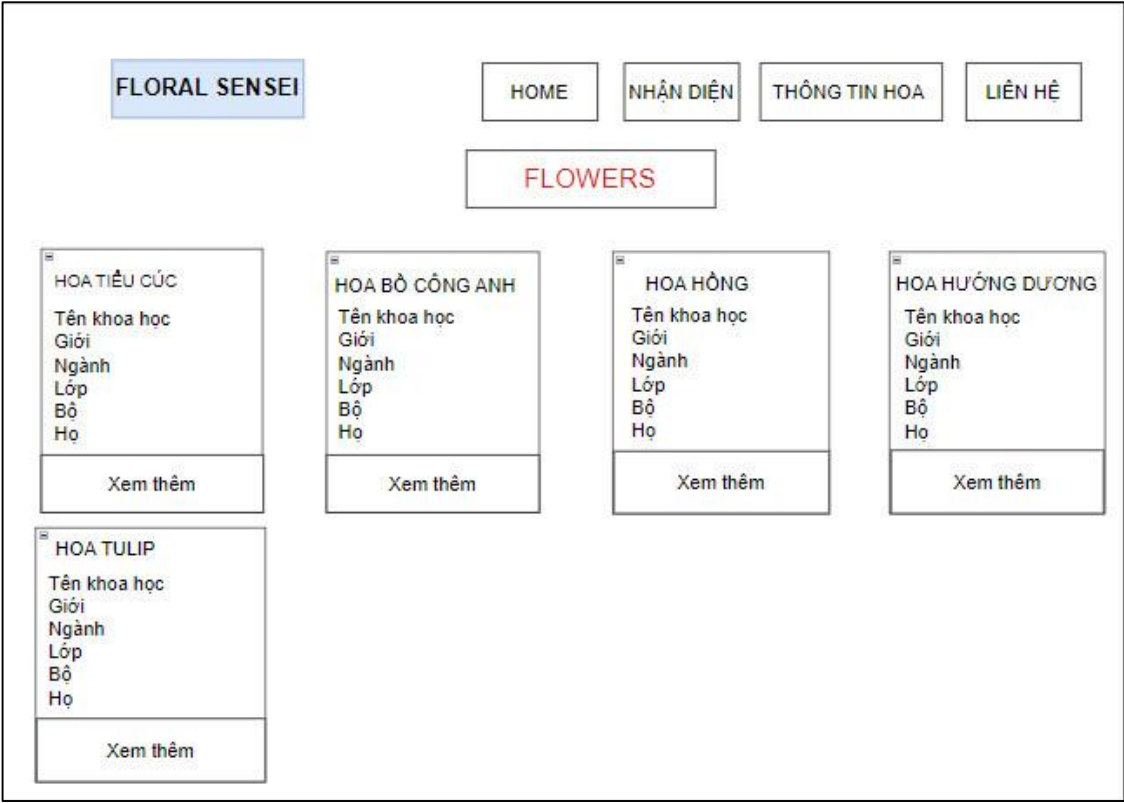 FLORAL SENSEI
HOME
NHẬN DIỆN
THÔNG TIN HOA
LIÊN HỆ
FLOWERS
HOA TIỂU CÚC
Tên khoa học
Giới
Ngành
Lớp
Bộ
Họ
Xem thêm
HOA BỒ CÔNG ANH
Tên khoa học
Giới
Ngành
Lớp
Bộ
Họ
Xem thêm
HOA HỒNG
Tên khoa học
Giới
Ngành
Lớp
Bộ
Họ
Xem thêm
HOA HƯỚNG DƯƠNG
Tên khoa học
Giới
Ngành
Lớp
Bộ
Họ
Xem thêm
HOA TULIP
Tên khoa học
Giới
Ngành
Lớp
Bộ
Họ
Xem thêm